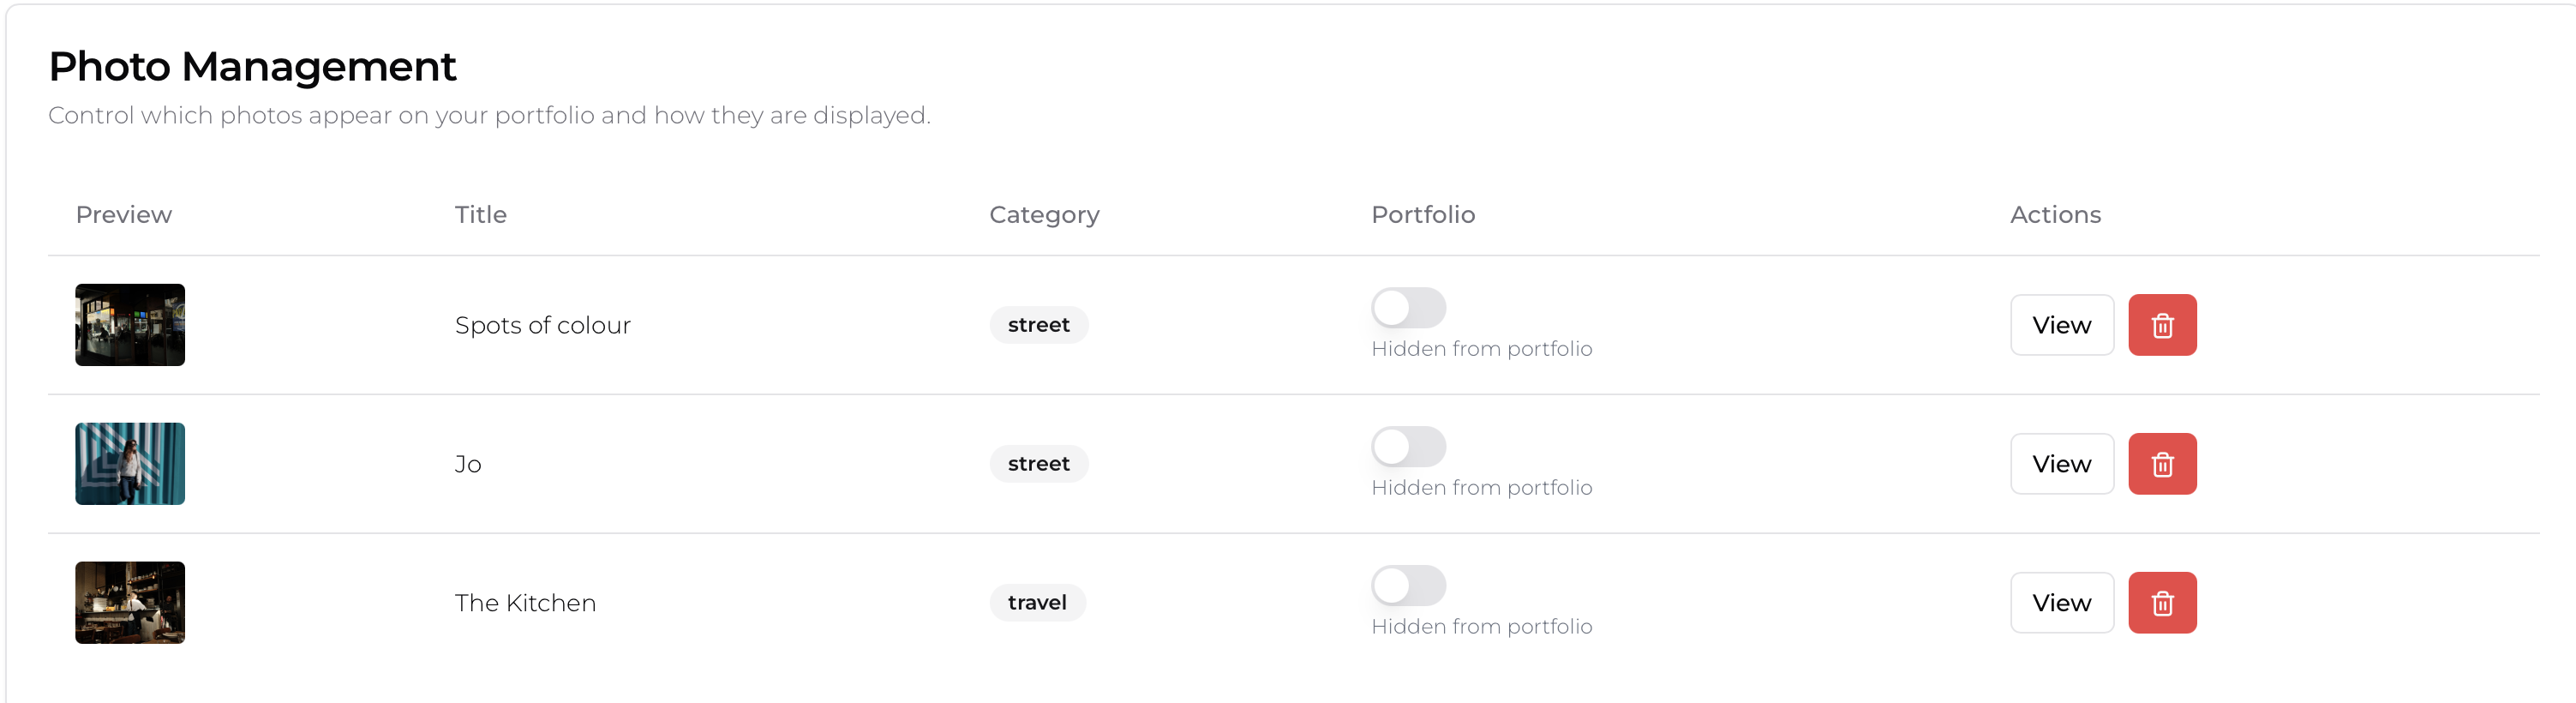 Photo Management
Control which photos appear on your portfolio and how they are displayed.
Preview Title Category Portfolio Actions
Spots of colour street Hidden from portfolio View
Jo street Hidden from portfolio View
The Kitchen travel Hidden from portfolio View